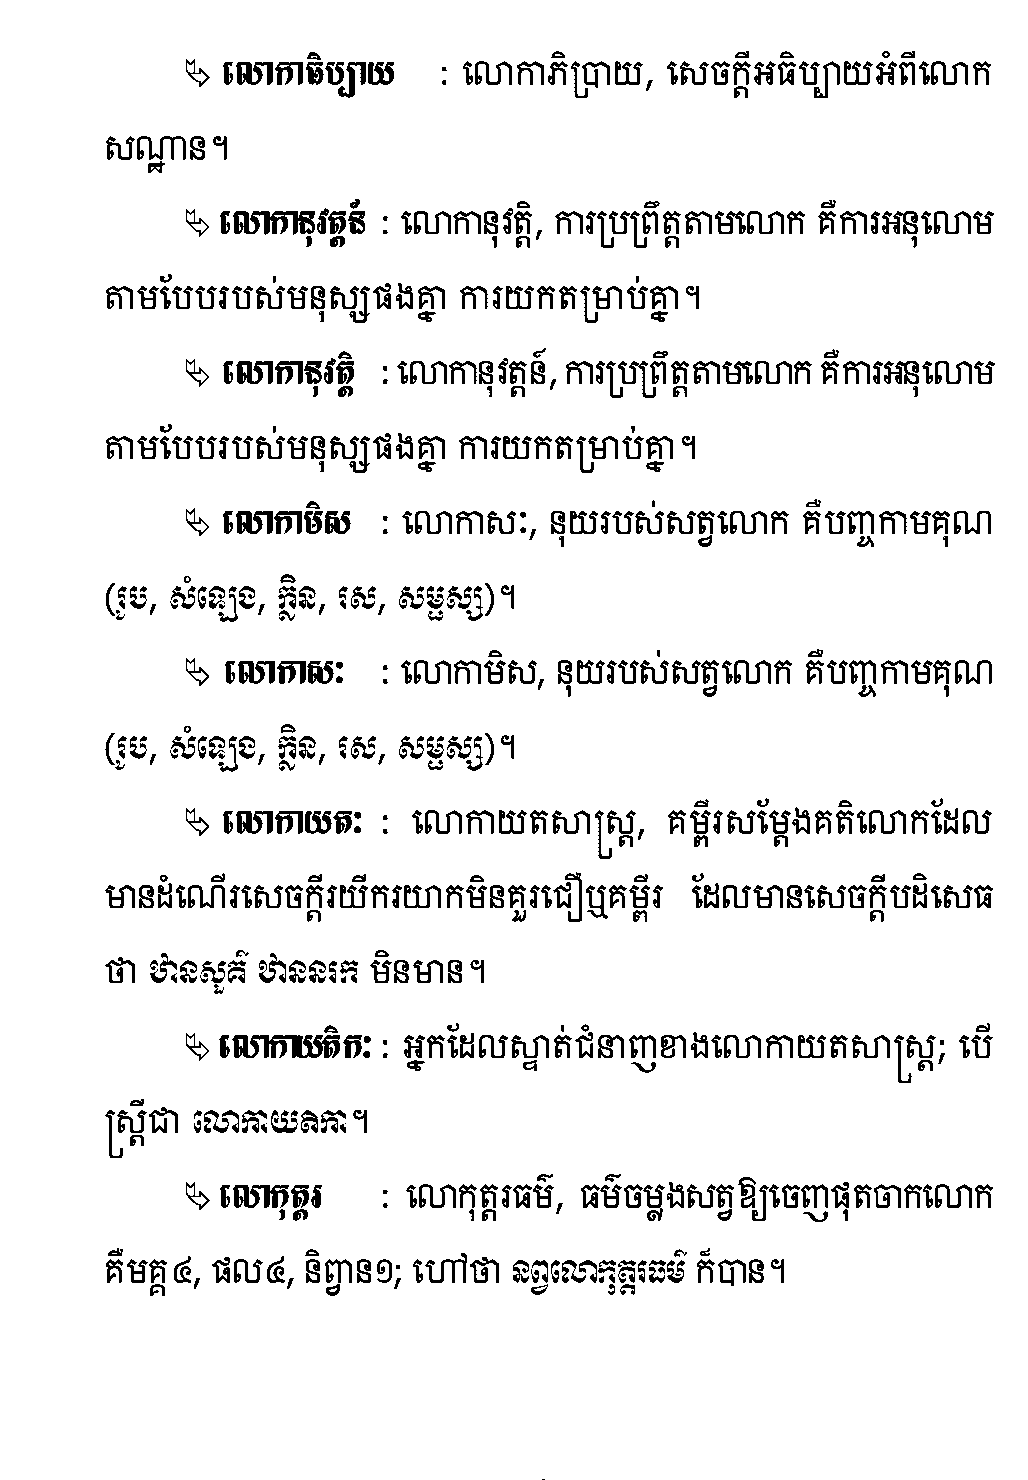 ⮱ លោកាធិប្បាយ : លោកាភិប្រាយ, សេចក្តីអធិប្បាយអំពីលោក
សណ្ឋាន។
⮱ លោកានុវត្តន៍ : លោកានុវត្តិ, ការប្រព្រឹត្តតាមលោក គឺការអនុលោម
តាមបែបរបស់មនុស្សផងគ្នា ការយកតម្រាប់គ្នា។
⮱ លោកានុវត្តិ : លោកានុវត្តន៍, ការប្រព្រឹត្តតាមលោក គឺការអនុលោម
តាមបែបរបស់មនុស្សផងគ្នា ការយកតម្រាប់គ្នា។
⮱ លោកាមិស : លោកាសៈ, នុយរបស់សត្វលោក គឺបញ្ចកាមគុណ
(រូប, សំឡេង, ក្លិន, រស, សម្ផស្ស)។
⮱ លោកាសៈ : លោកាមិស, នុយរបស់សត្វលោក គឺបញ្ចកាមគុណ
(រូប, សំឡេង, ក្លិន, រស, សម្ផស្ស)។
⮱ លោកាយតៈ : លោកាយតសាស្ត្រ, គម្ពីរសម្តែងគតិលោកដែល
មានដំណើរសេចក្តីរយីករយាកមិនគួរជឿឬគម្ពីរ ដែលមានសេចក្តីបដិសេធ
ថា ឋានសួគ៌ ឋាននរក មិនមាន។
⮱ លោកាយតិកៈ : អ្នកដែលស្ទាត់ជំនាញខាងលោកាយតសាស្ត្រ; បើ
ស្ត្រីជា លោកាយតិកា។
⮱ លោកុត្តរ : លោកុត្តរធម៌, ធម៌ចម្លងសត្វឱ្យចេញផុតចាកលោក
គឺមគ្គ៤, ផល៤, និព្វាន១; ហៅថា នព្វលោកុត្តរធម៌ ក៏បាន។